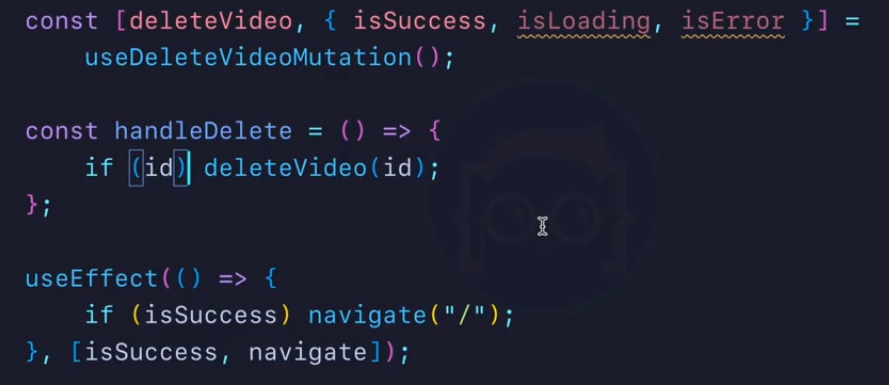 const [deleteVideo, { isSuccess, isLoading, isError }] =
    useDeleteVideoMutation();

const handleDelete = () => {
    if (id) deleteVideo(id);
};

useEffect(() => {
    if (isSuccess) navigate("/");
}, [isSuccess, navigate]);